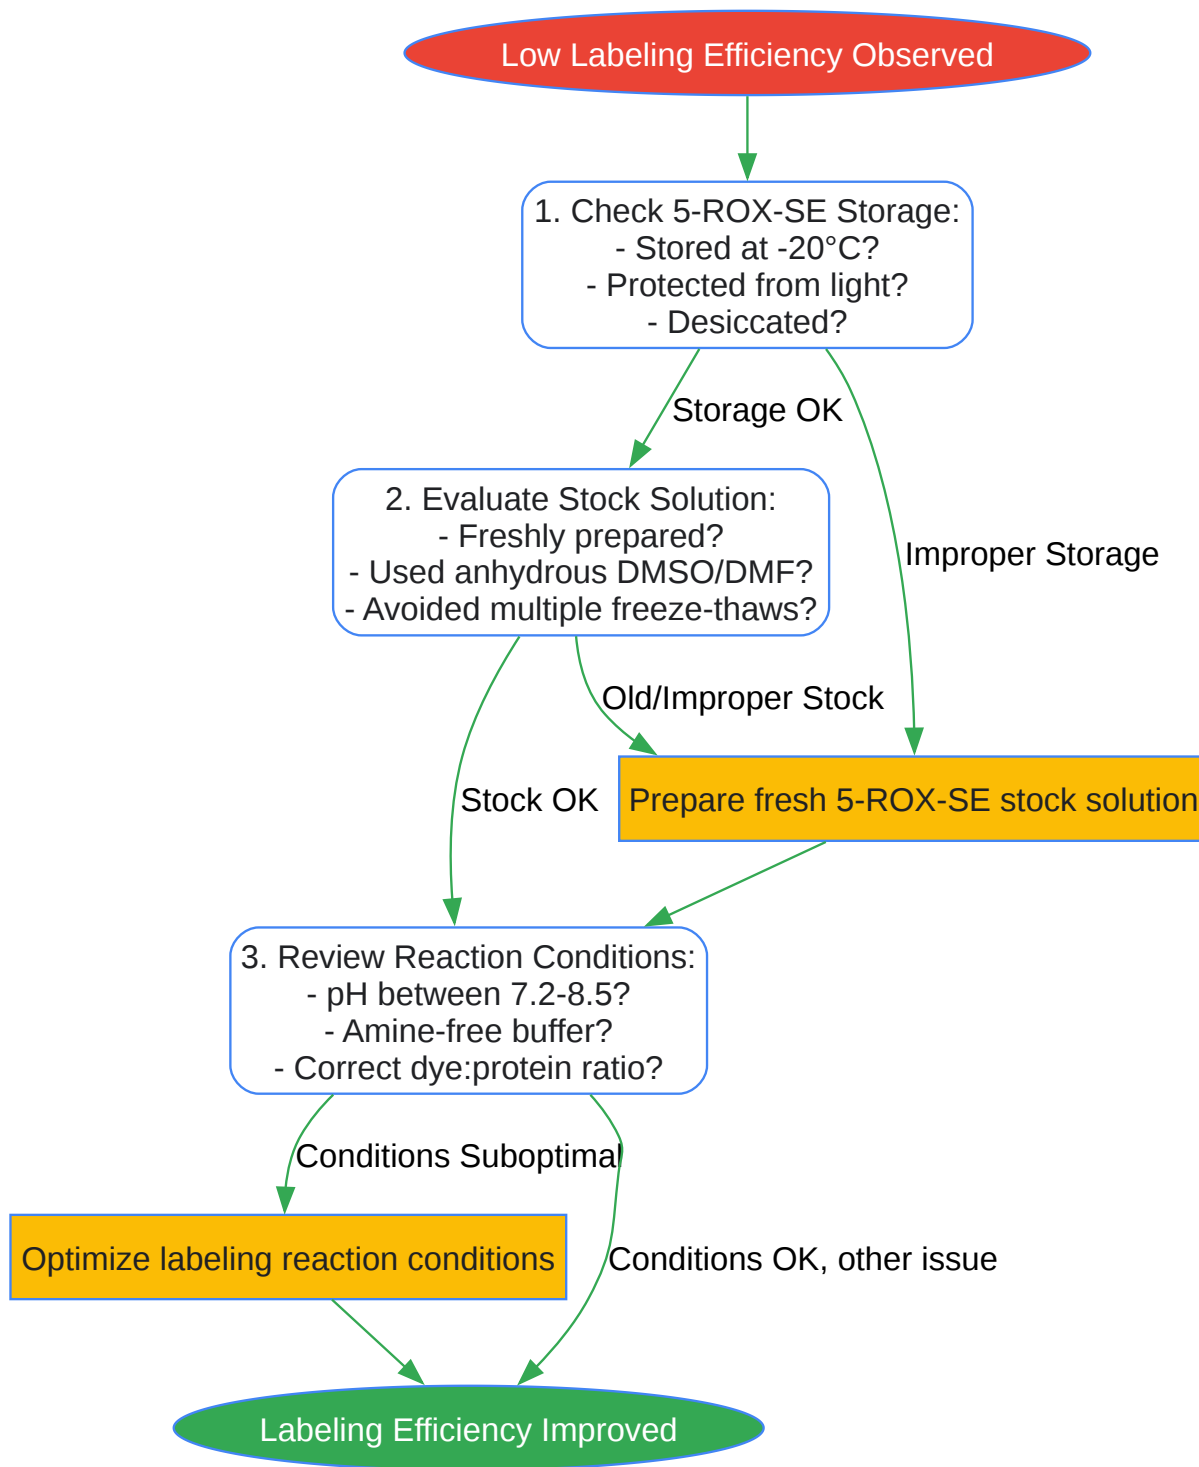 Low Labeling Efficiency Observed
1. Check 5-ROX-SE Storage:
- Stored at -20°C?
- Protected from light?
- Desiccated?
Storage OK
2. Evaluate Stock Solution:
- Freshly prepared?
- Used anhydrous DMSO/DMF?
- Avoided multiple freeze-thaws?
Improper Storage
Old/Improper Stock
Stock OK
Prepare fresh 5-ROX-SE stock solution
3. Review Reaction Conditions:
- pH between 7.2-8.5?
- Amine-free buffer?
- Correct dye:protein ratio?
Conditions Suboptimal
Optimize labeling reaction conditions
Conditions OK, other issue
Labeling Efficiency Improved